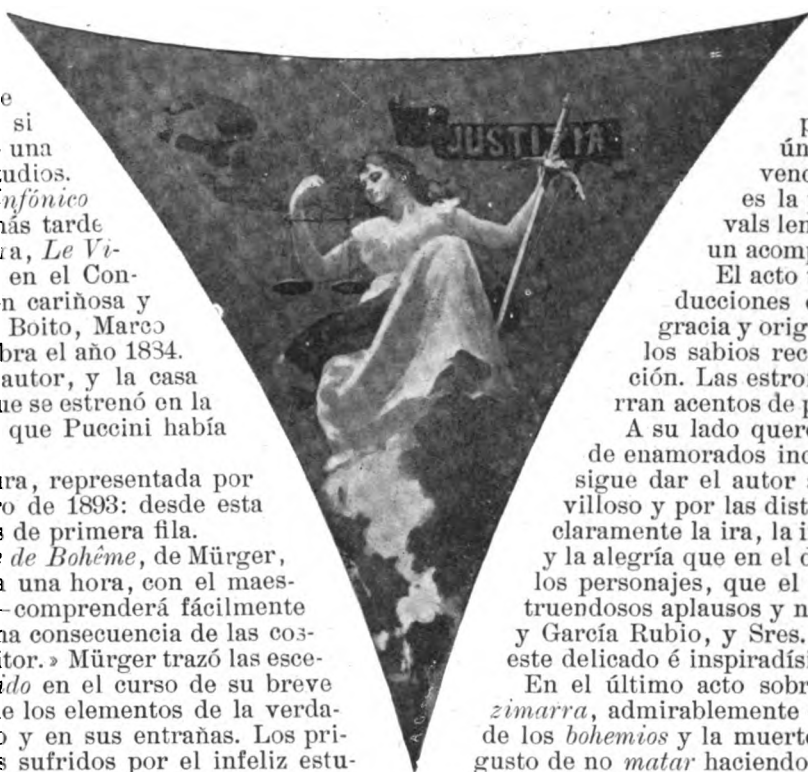 JUSTITIA
e
si
una
udios.
nfónico
más tarde
ra, Le Vi-
en el Con-
n cariñosa y
Boito, Marco
bra el año 1884.
autor, y la casa
ue se estrenó en la
que Puccini había
ura, representada por
ro de 1893: desde esta
s de primera fila.
de Bohême, de Mürger,
a una hora, con el maes-
—comprenderá fácilmente
na consecuencia de las cos-
itor.» Mürger trazó las esce-
ido en el curso de su breve
e los elementos de la verda-
o y en sus entrañas. Los pri-
s sufridos por el infeliz estu-
p
ún
venc
es la
vals len
un acomp
El acto
ducciones
gracia y orig
los sabios rec
ción. Las estro
rran acentos de p
A su lado quer
de enamorados in
sigue dar el autor
villoso y por las dist
claramente la ira, la i
y la alegría que en el d
los personajes, que el
truendosos aplausos y n
y García Rubio, y Sres.
este delicado é inspiradísi
En el último acto sobr
zimarra, admirablemente
de los bohemios y la muert
gusto de no matar haciendo